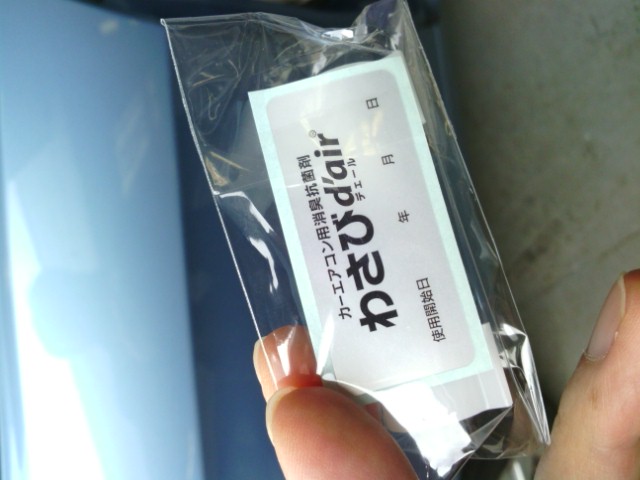 カーエアコン用消臭抗菌剤
わさびd'air®
チェール
使用開始日 年 月 日